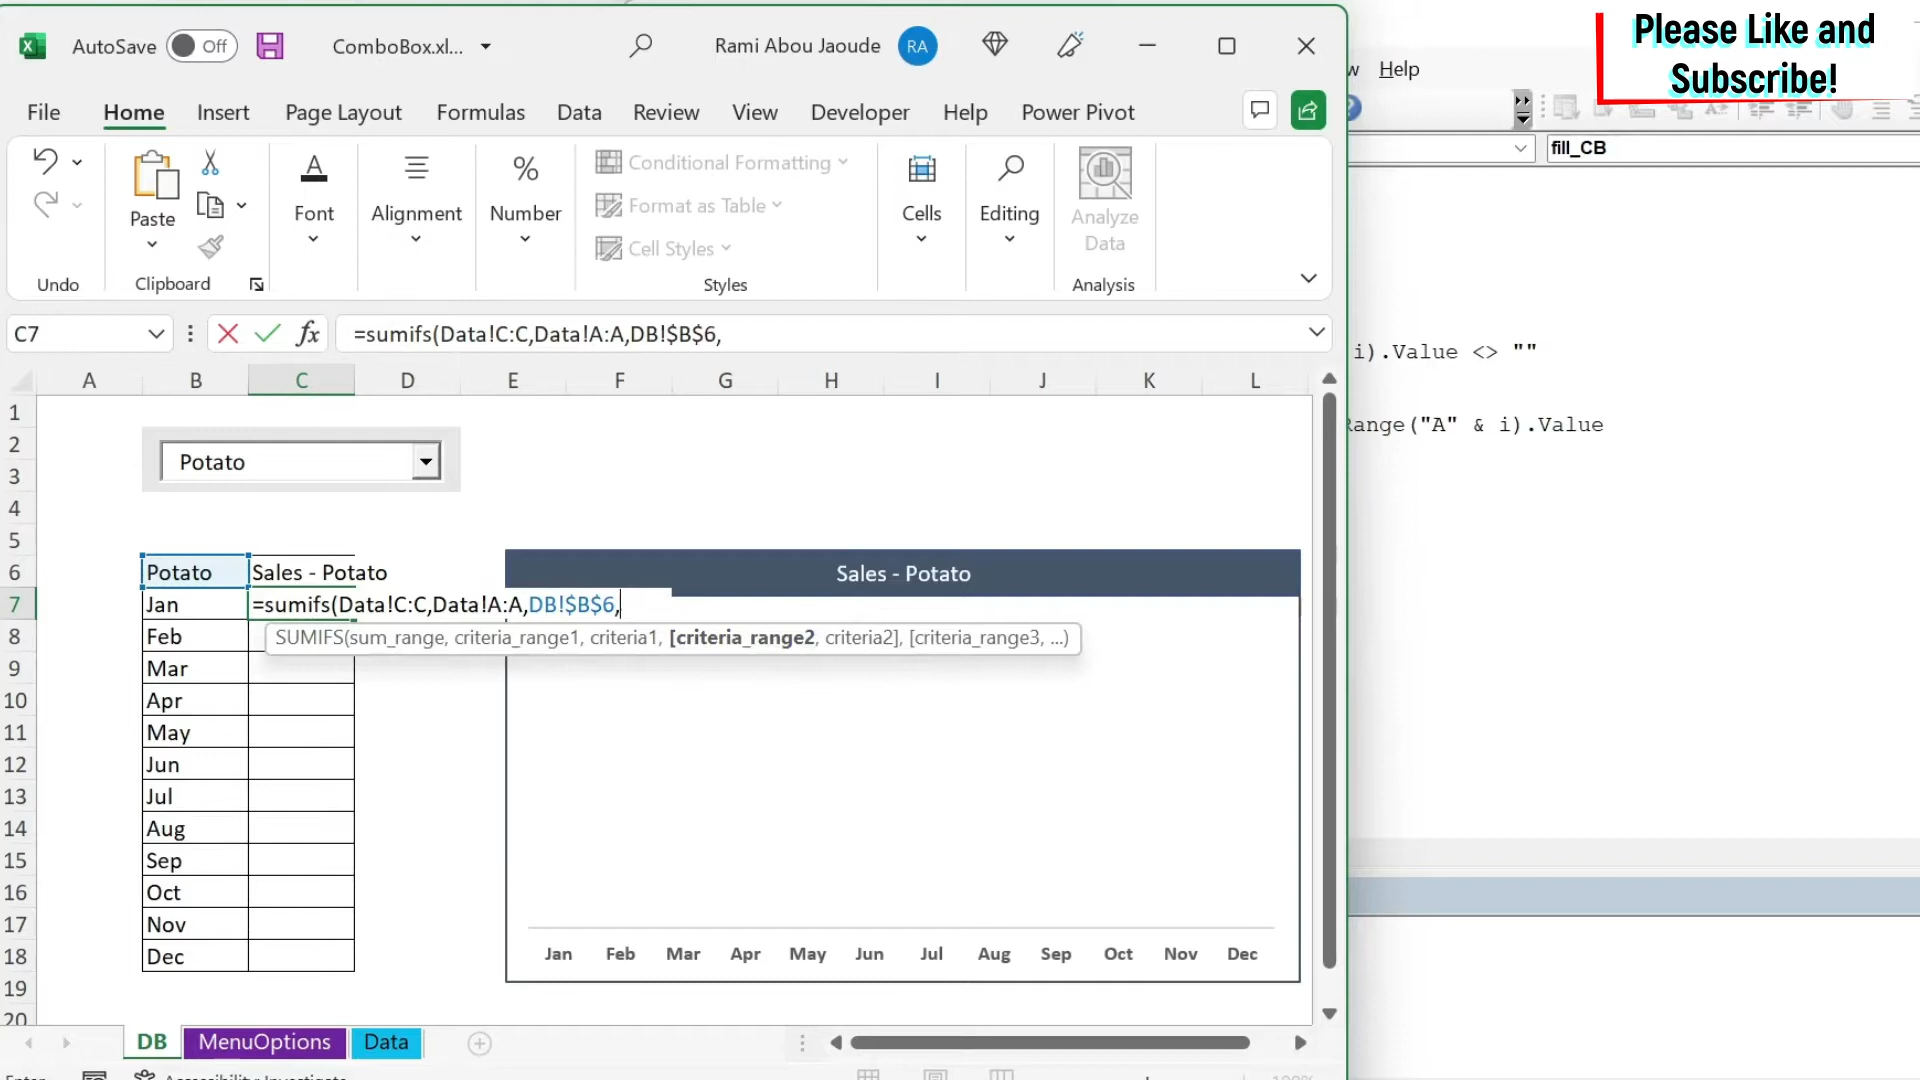 Please Like and
Subscribe!
AutoSave Off ComboBox.xl... Rami Abou Jaoude RA
Help
File Home Insert Page Layout Formulas Data Review View Developer Help Power Pivot
fill_CB
Paste
Font
Alignment
%
Number
Conditional Formatting
Format as Table
Cell Styles
Cells
Editing
Analyze
Data
Undo Clipboard Styles Analysis
C7 fx =sumifs(Data!C:C,Data!A:A,DB!$B$6,
i).Value <> ""
Range("A" & i).Value
A B C D E F G H I J K L
1
2
3
4
5
6
7
8
9
10
11
12
13
14
15
16
17
18
19
20
Potato
Potato Sales - Potato
Jan =sumifs(Data!C:C,Data!A:A,DB!$B$6,
SUMIFS(sum_range, criteria_range1, criteria1, [criteria_range2, criteria2], [criteria_range3, ...)
Feb
Mar
Apr
May
Jun
Jul
Aug
Sep
Oct
Nov
Dec
Sales - Potato
Jan Feb Mar Apr May Jun Jul Aug Sep Oct Nov Dec
DB MenuOptions Data